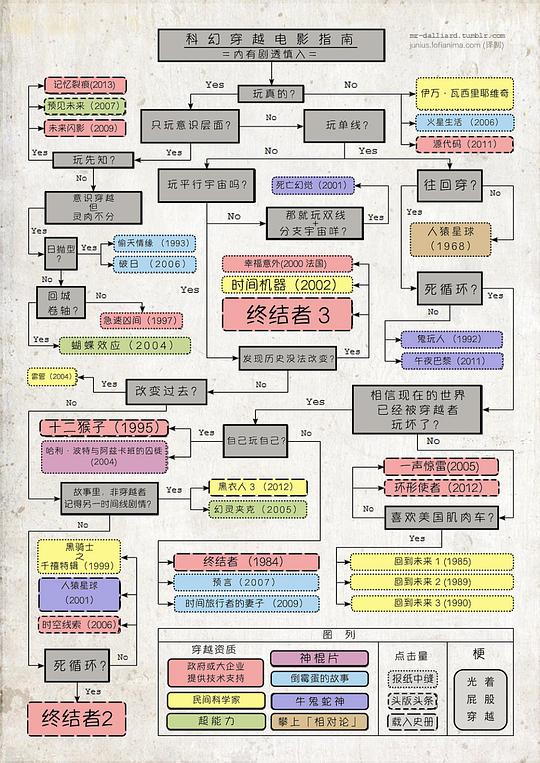 科幻穿越电影指南
=内有剧透慎入=
mr-dalliard.tumblr.com
junius.lofianima.com (译制)
玩真的？
Yes
No
记忆裂痕(2013)
预见未来（2007）
未来闪影（2009）
伊万·瓦西里耶维奇
火星生活（2006）
源代码（2011）
只玩意识层面？
No
玩单线？
Yes
Yes
No
Yes
玩先知？
No
玩平行宇宙吗？
死亡幻觉（2001）
往回穿？
No
意识穿越
但
灵肉不分
No
那就玩双线
+
分支宇宙咩？
Yes
Yes
Yes
人猿星球
（1968）
日抛型
？
Yes
偷天情缘（1993）
破日（2006）
No
幸福意外(2000 法国)
时间机器（2002）
终结者 3
Yes
死循环？
Yes
回城
卷轴？
No
急速凶间（1997）
No
鬼玩人（1992）
午夜巴黎（2011）
Yes
蝴蝶效应（2004）
发现历史没法改变？
Yes
No
雷管（2004）
Yes
改变过去？
No
相信现在的世界
已经被穿越者
玩坏了？
Yes
No
十二猴子（1995）
哈利·波特与阿兹卡班的囚徒
(2004)
Yes
自己玩自己？
No
一声惊雷(2005)
环形使者（2012）
Yes
故事里，非穿越者
记得另一时间线剧情？
Yes
黑衣人 3（2012）
幻灵夹克（2005）
No
喜欢美国肌肉车？
No
Yes
黑骑士
之
千禧特辑（1999）
人猿星球
（2001）
时空线索（2006）
终结者（1984）
预言（2007）
时间旅行者的妻子（2009）
回到未来 1 (1985)
回到未来 2 (1989)
回到未来 3 (1990)
No
死循环？
Yes
终结者2
图 列
穿越资质
政府或大企业
提供技术支持
民间科学家
超能力
神棍片
倒霉蛋的故事
牛鬼蛇神
攀上「相对论」
点击量
报纸中缝
头版头条
载入史册
梗
光着
屁股
穿越